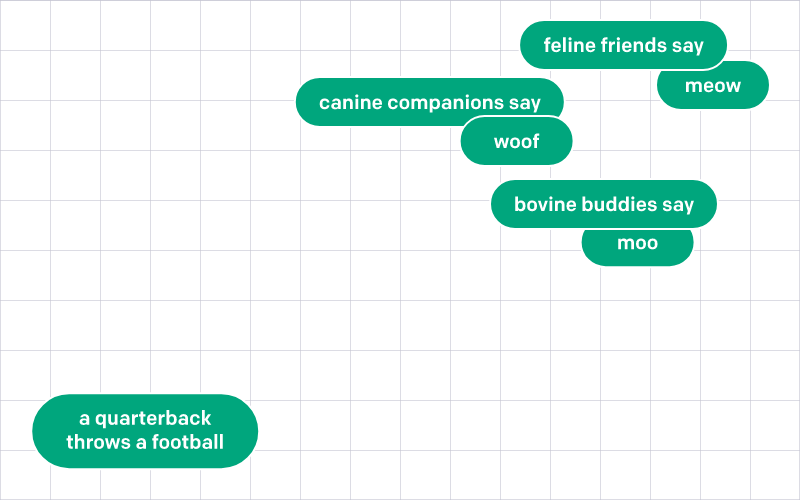 feline friends say
meow
canine companions say
woof
bovine buddies say
moo
a quarterback
throws a football